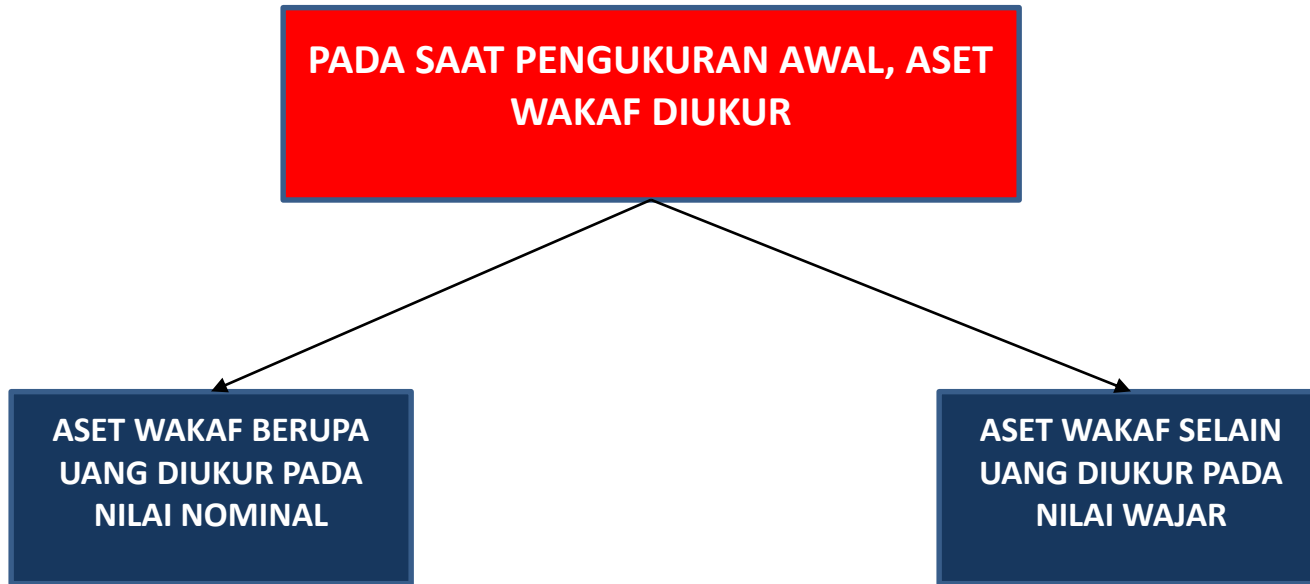 PADA SAAT PENGUKURAN AWAL, ASET
WAKAF DIUKUR
ASET WAKAF BERUPA
UANG DIUKUR PADA
NILAI NOMINAL
ASET WAKAF SELAIN
UANG DIUKUR PADA
NILAI WAJAR